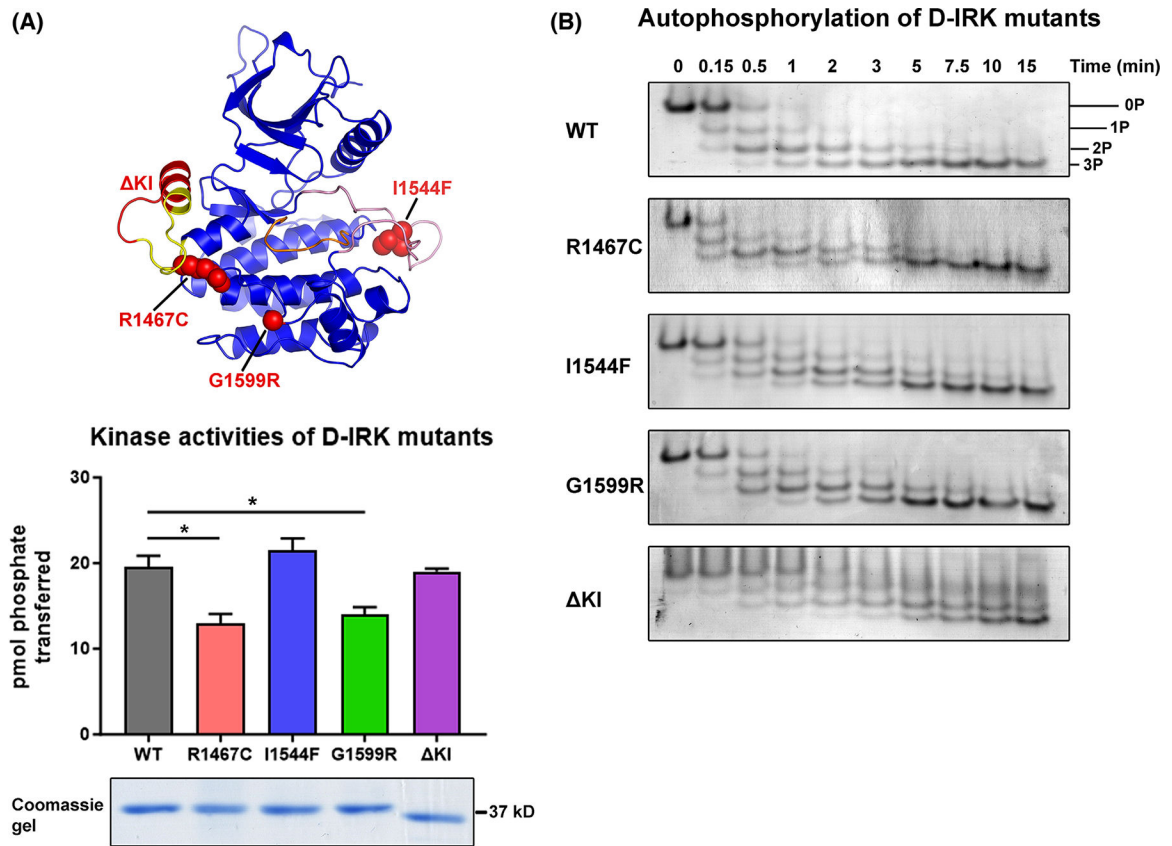 (A)
ΔKI
I1544F
R1467C
G1599R
Kinase activities of D-IRK mutants
pmol phosphate
transferred
30
20
10
0
*
*
WT R1467C I1544F G1599R ΔKI
Coomassie
gel
37 kD
(B)
Autophosphorylation of D-IRK mutants
0 0.15 0.5 1 2 3 5 7.5 10 15 Time (min)
WT
0P
1P
2P
3P
R1467C
I1544F
G1599R
ΔKI